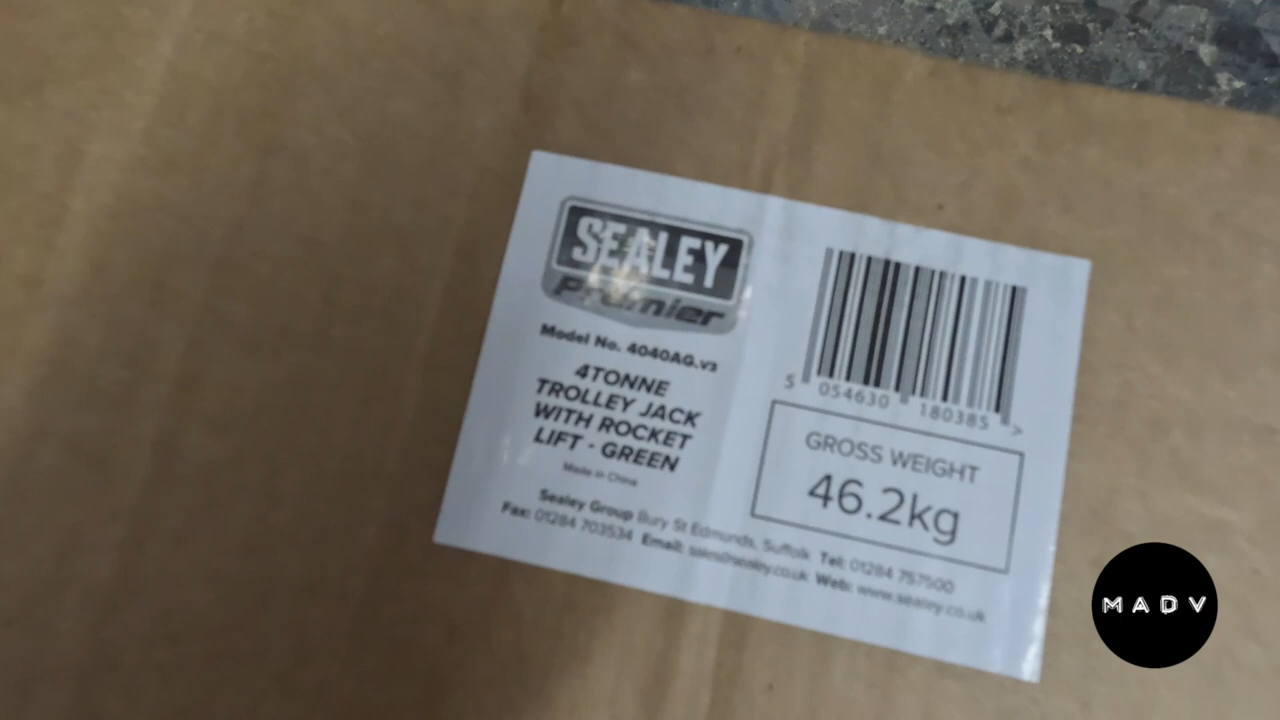 SEALEY
Premier
Model No. 4040AG.v3
4TONNE
TROLLEY JACK
WITH ROCKET
LIFT - GREEN
Made in China
5 054630 180385 >
GROSS WEIGHT
46.2kg
Sealey Group Bury St Edmunds, Suffolk Tel: 01284 757500
Fax: 01284 703534 Email: sales@sealey.co.uk Web: www.sealey.co.uk
MADV